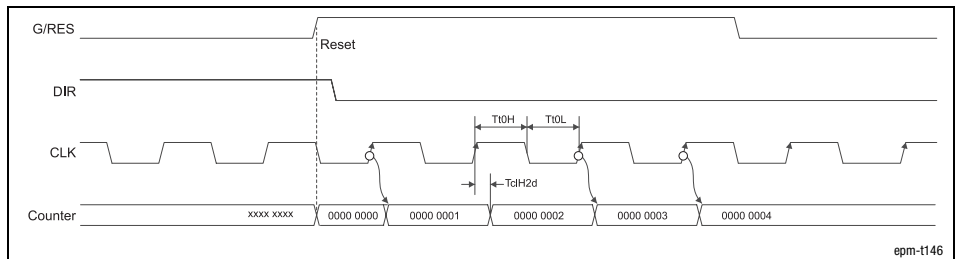 G/RES
Reset
DIR
Tt0H Tt0L
CLK
TclH2d
Counter xxxx xxxx 0000 0000 0000 0001 0000 0002 0000 0003 0000 0004
epm-t146